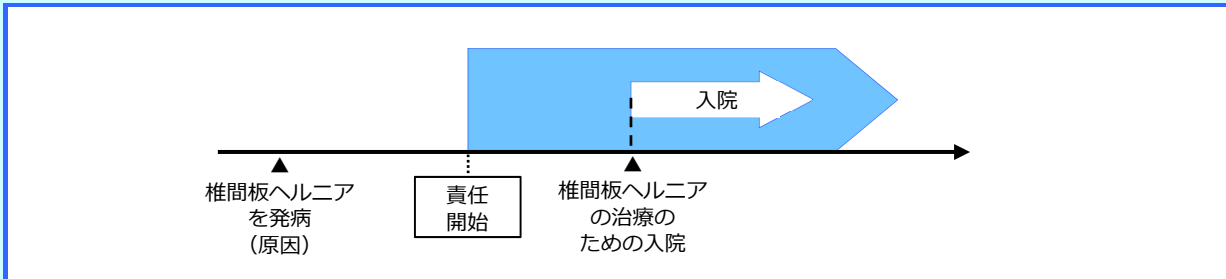 入院
椎間板ヘルニア
を発病
（原因）
責任
開始
椎間板ヘルニア
の治療の
ための入院